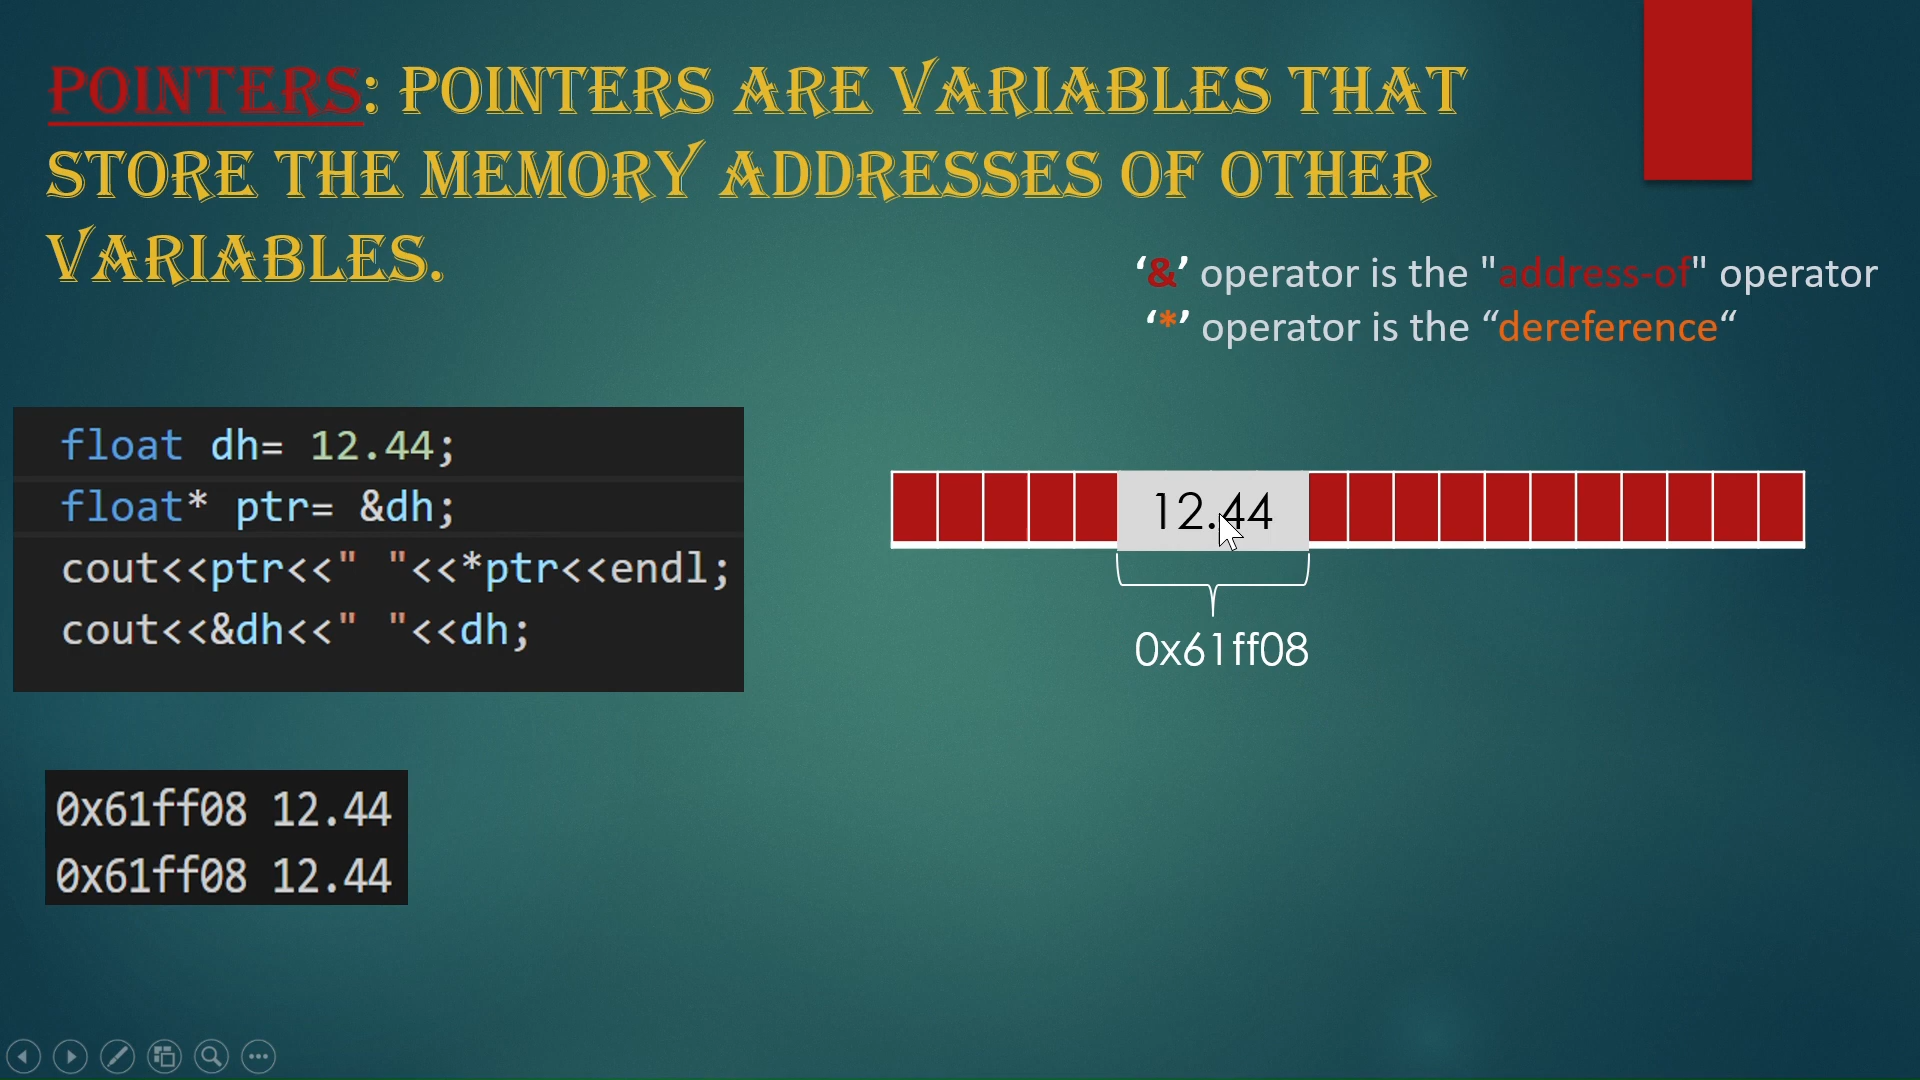 POINTERS: POINTERS ARE VARIABLES THAT
STORE THE MEMORY ADDRESSES OF OTHER
VARIABLES.
‘&’ operator is the "address-of" operator
‘*’ operator is the “dereference“
float dh= 12.44;
float* ptr= &dh;
cout<<ptr<<" "<<*ptr<<endl;
cout<<&dh<<" "<<dh;
12.44
0x61ff08
0x61ff08 12.44
0x61ff08 12.44